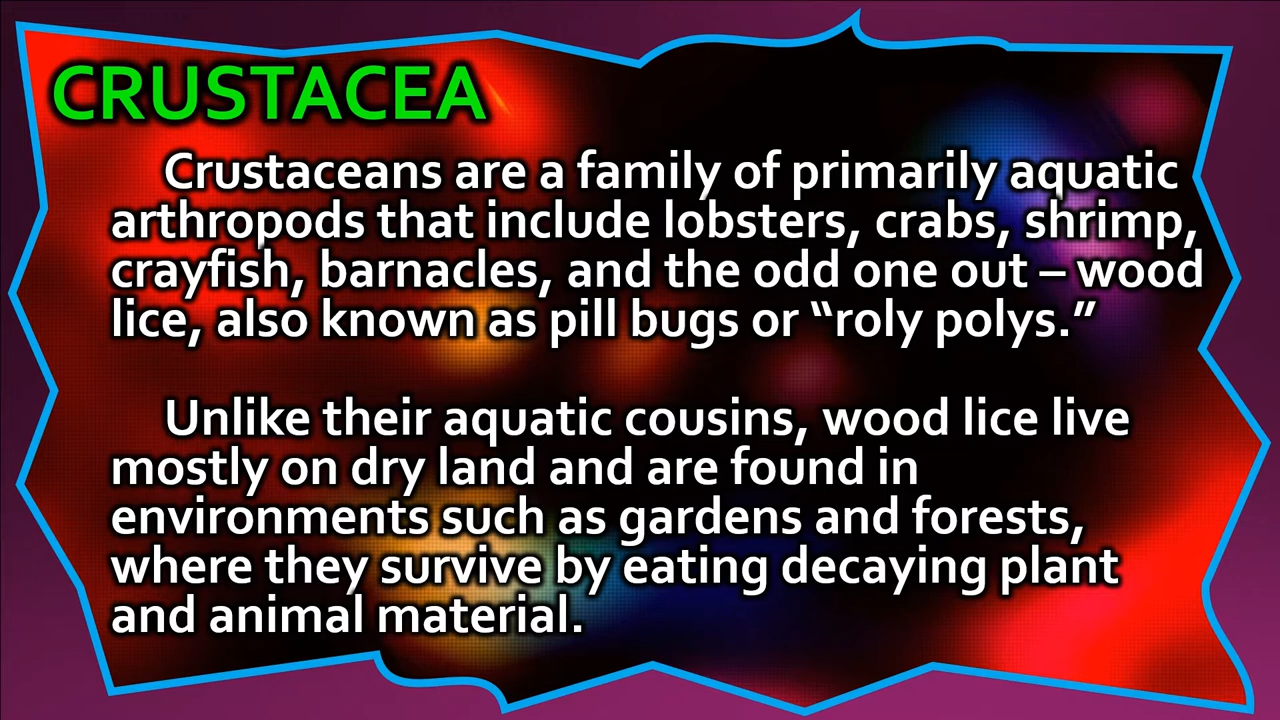 CRUSTACEA
Crustaceans are a family of primarily aquatic
arthropods that include lobsters, crabs, shrimp,
crayfish, barnacles, and the odd one out – wood
lice, also known as pill bugs or “roly polys.”
Unlike their aquatic cousins, wood lice live
mostly on dry land and are found in
environments such as gardens and forests,
where they survive by eating decaying plant
and animal material.